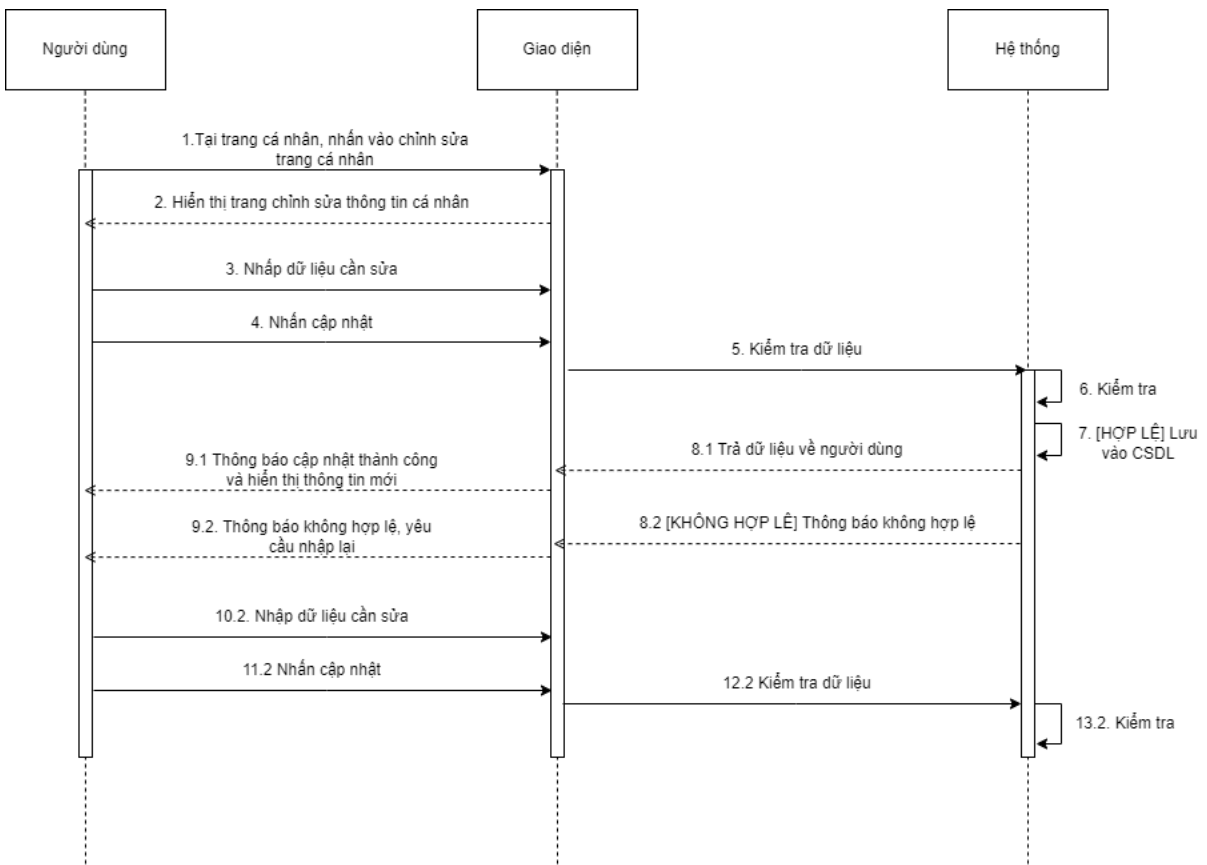 Người dùng
Giao diện
Hệ thống
1.Tại trang cá nhân, nhấn vào chỉnh sửa
trang cá nhân
2. Hiển thị trang chỉnh sửa thông tin cá nhân
3. Nhấp dữ liệu cần sửa
4. Nhấn cập nhật
5. Kiểm tra dữ liệu
6. Kiểm tra
7. [HỢP LỆ] Lưu
vào CSDL
8.1 Trả dữ liệu về người dùng
9.1 Thông báo cập nhật thành công
và hiển thị thông tin mới
8.2 [KHÔNG HỢP LỆ] Thông báo không hợp lệ
9.2. Thông báo không hợp lệ, yêu
cầu nhập lại
10.2. Nhập dữ liệu cần sửa
11.2 Nhấn cập nhật
12.2 Kiểm tra dữ liệu
13.2. Kiểm tra